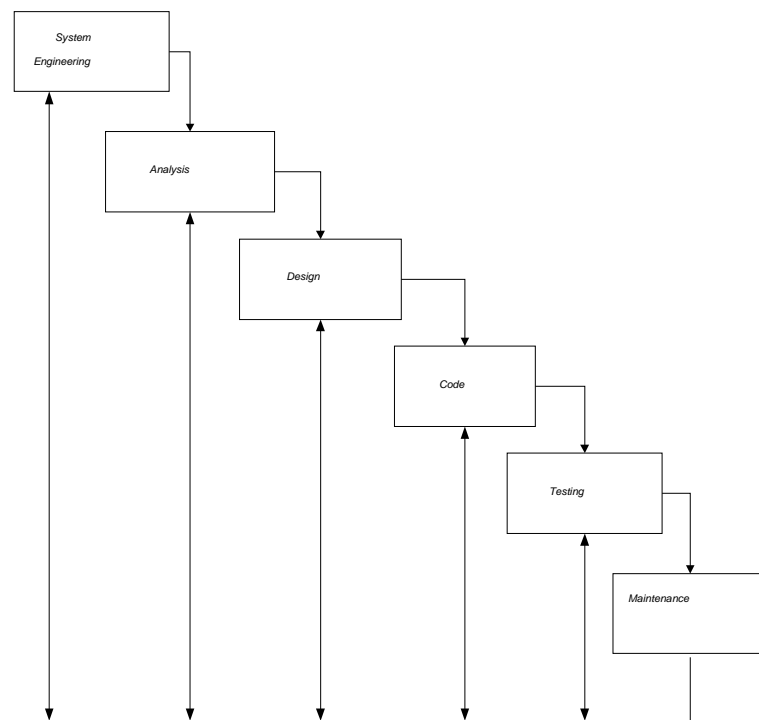 System
Engineering
Analysis
Design
Code
Testing
Maintenance